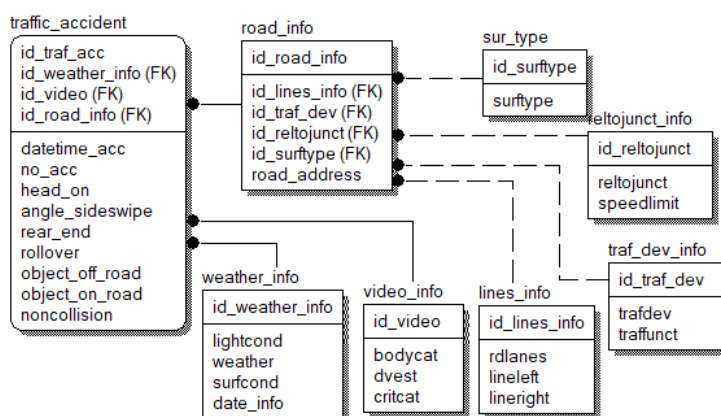 traffic_accident
id_traf_acc
id_weather_info (FK)
id_video (FK)
id_road_info (FK)
datetime_acc
no_acc
head_on
angle_sideswipe
rear_end
rollover
object_off_road
object_on_road
noncollision
road_info
id_road_info
id_lines_info (FK)
id_traf_dev (FK)
id_reltojunct (FK)
id_surftype (FK)
road_address
sur_type
id_surftype
surftype
reltojunct_info
id_reltojunct
reltojunct
speedlimit
traf_dev_info
id_traf_dev
trafdev
traffunct
weather_info
id_weather_info
lightcond
weather
surfcond
date_info
video_info
id_video
bodycat
dvest
critcat
lines_info
id_lines_info
rdlanes
lineleft
lineright